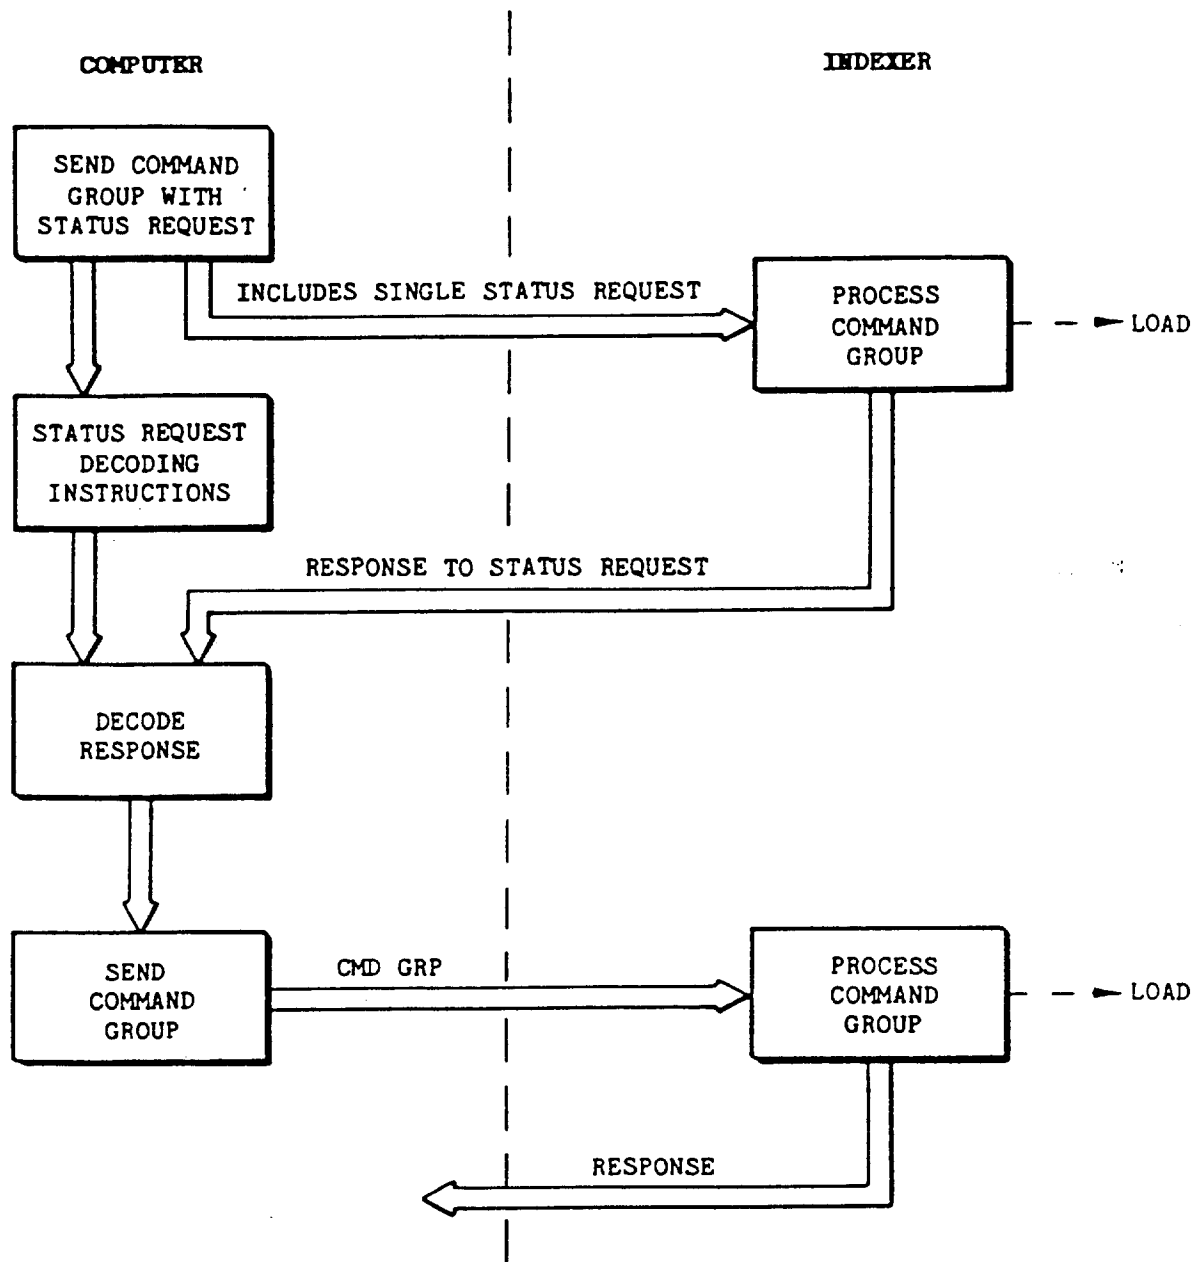 COMPUTER
INDEXER
SEND COMMAND
GROUP WITH
STATUS REQUEST
INCLUDES SINGLE STATUS REQUEST
PROCESS
COMMAND
GROUP
LOAD
STATUS REQUEST
DECODING
INSTRUCTIONS
RESPONSE TO STATUS REQUEST
DECODE
RESPONSE
SEND
COMMAND
GROUP
CMD GRP
PROCESS
COMMAND
GROUP
LOAD
RESPONSE